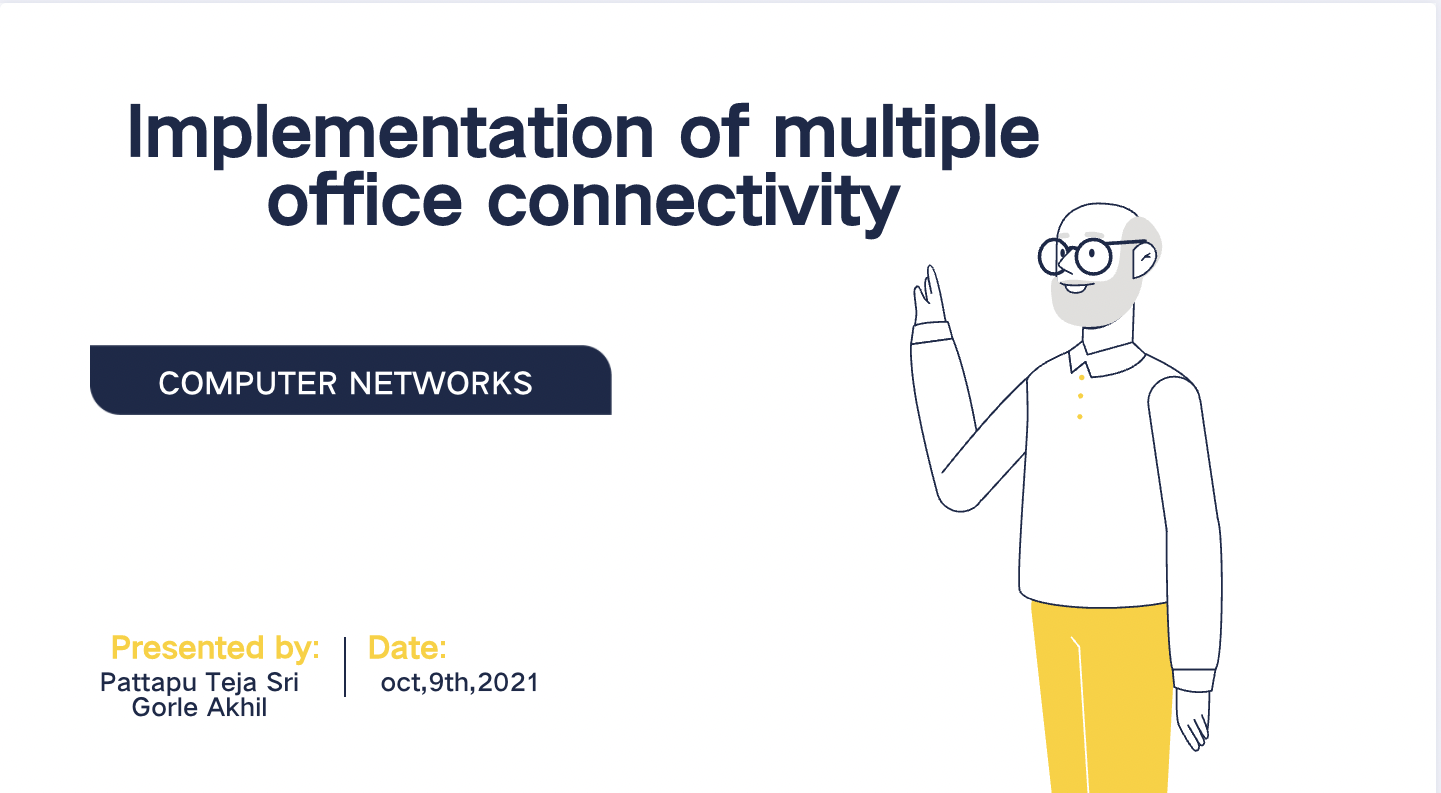 Implementation of multiple
office connectivity
COMPUTER NETWORKS
Presented by:
Pattapu Teja Sri
Gorle Akhil
Date:
oct,9th,2021